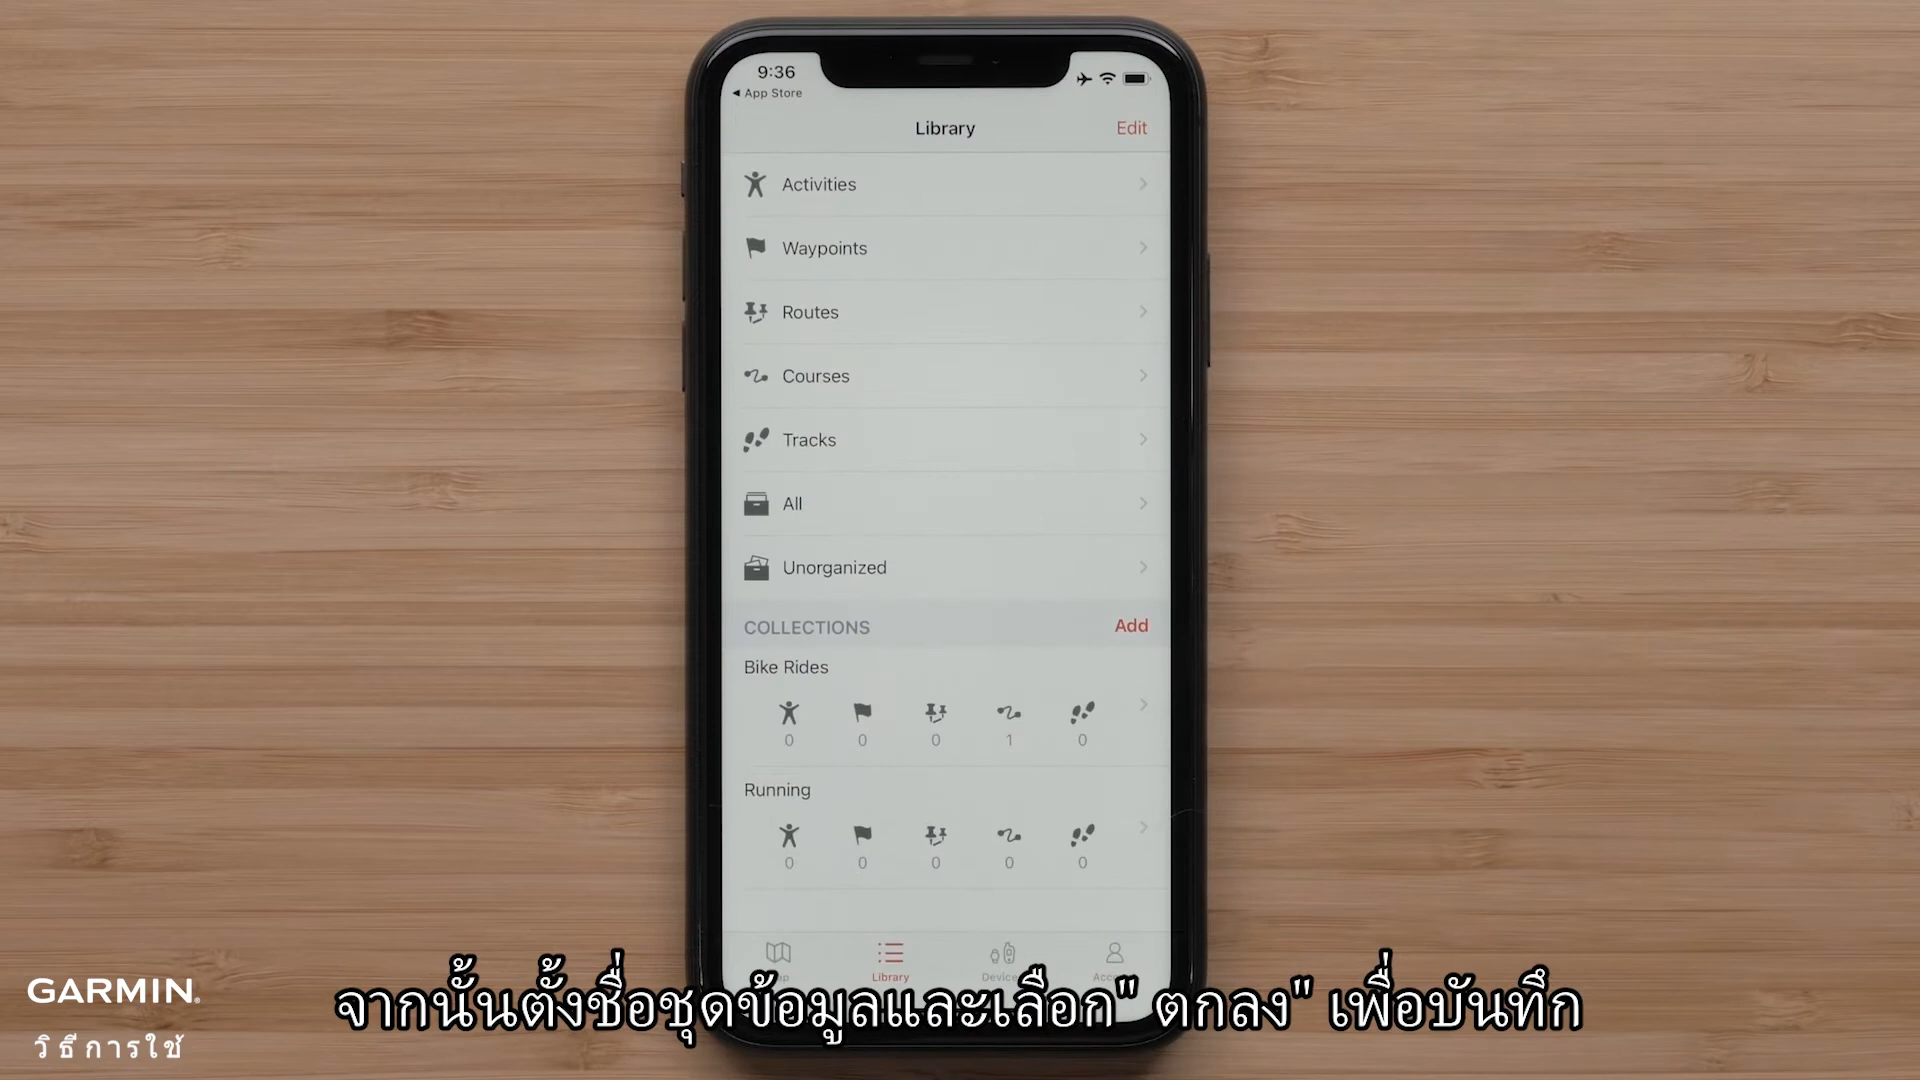 9:36
App Store
Library
Edit
Activities
Waypoints
Routes
Courses
Tracks
All
Unorganized
COLLECTIONS
Add
Bike Rides
0 0 0 1 0
Running
0 0 0 0 0
Library
จากนั้นตั้งชื่อชุดข้อมูลและเลือก" ตกลง" เพื่อบันทึก
GARMIN
วิธีการใช้